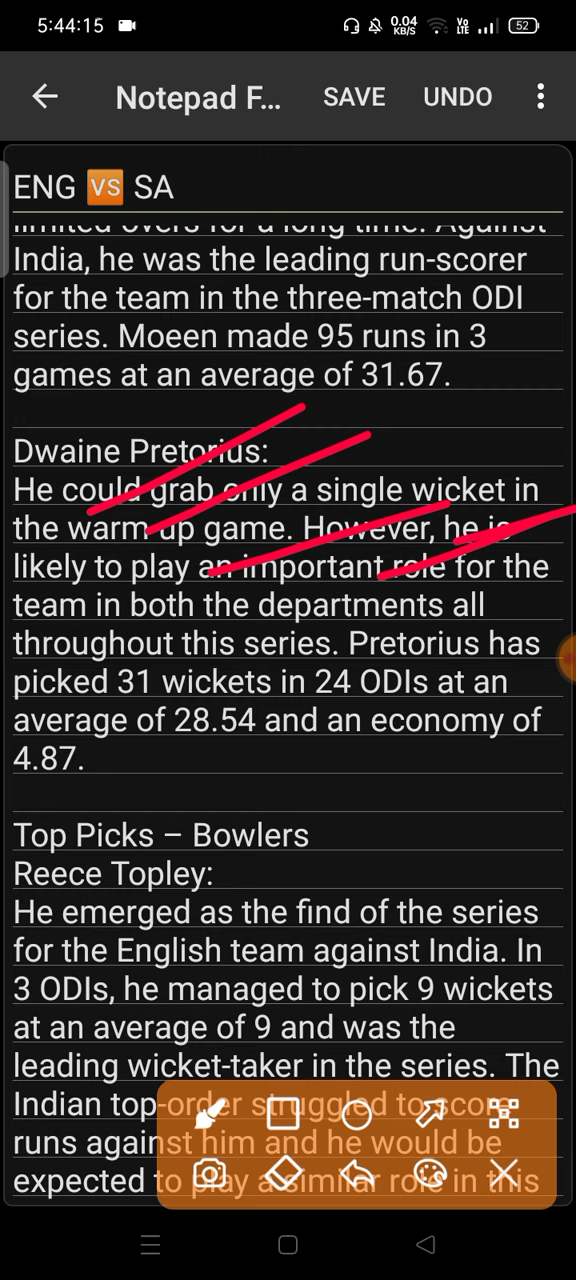 5:44:15 0.04 KB/S Vo LTE 52
Notepad F... SAVE UNDO
ENG VS SA
limited overs for a long time. Against
India, he was the leading run-scorer
for the team in the three-match ODI
series. Moeen made 95 runs in 3
games at an average of 31.67.
Dwaine Pretorius:
He could grab only a single wicket in
the warm-up game. However, he is
likely to play an important role for the
team in both the departments all
throughout this series. Pretorius has
picked 31 wickets in 24 ODIs at an
average of 28.54 and an economy of
4.87.
Top Picks – Bowlers
Reece Topley:
He emerged as the find of the series
for the English team against India. In
3 ODIs, he managed to pick 9 wickets
at an average of 9 and was the
leading wicket-taker in the series. The
Indian top-order struggled to score
runs against him and he would be
expected to play a similar role in this